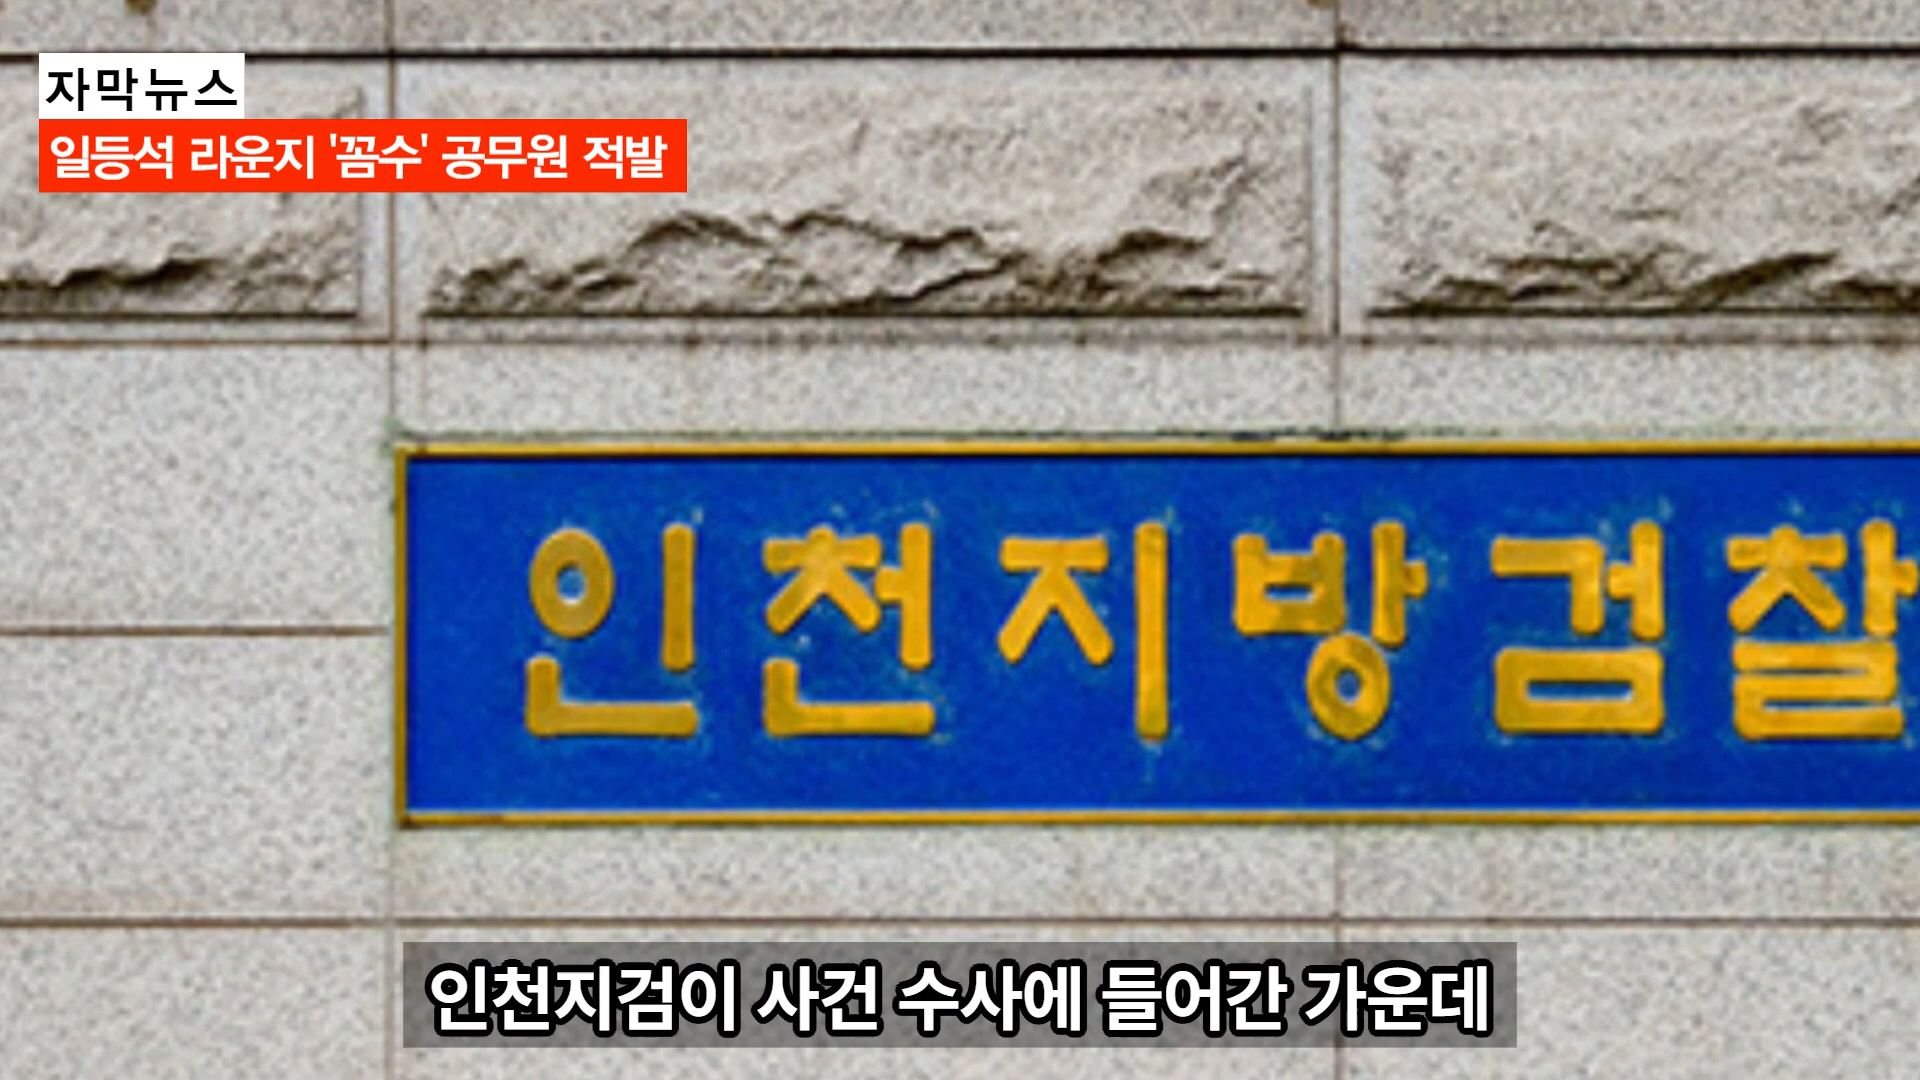 자막뉴스
일등석 라운지 '꼼수' 공무원 적발
인천지방검찰
인천지검이 사건 수사에 들어간 가운데